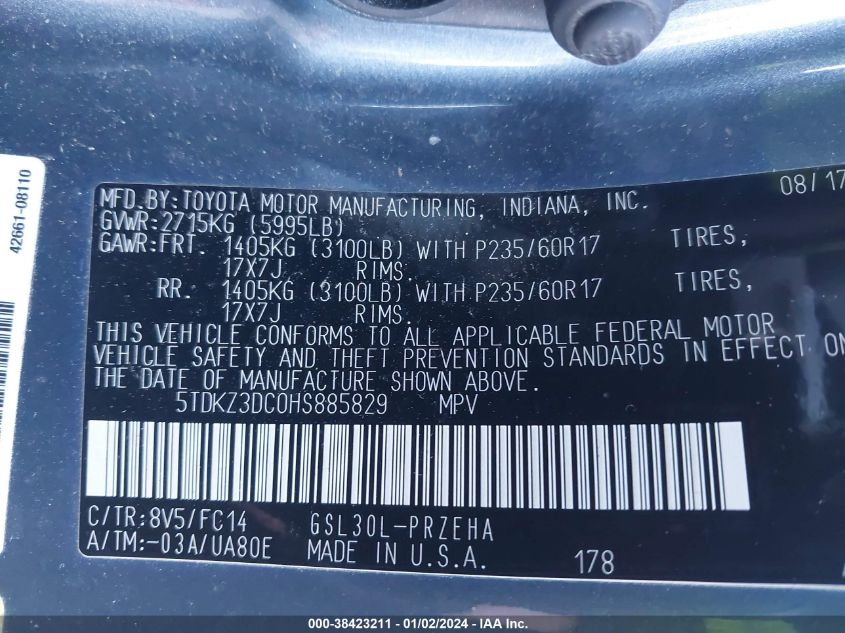 42661-08110
MFD.BY:TOYOTA MOTOR MANUFACTURING, INDIANA, INC. 08/17
GVWR:2715KG (5995LB)
GAWR:FRT. 1405KG (3100LB) WITH P235/60R17 TIRES,
17X7J RIMS.
RR. 1405KG (3100LB) WITH P235/60R17 TIRES,
17X7J RIMS.
THIS VEHICLE CONFORMS TO ALL APPLICABLE FEDERAL MOTOR
VEHICLE SAFETY AND THEFT PREVENTION STANDARDS IN EFFECT ON
THE DATE OF MANUFACTURE SHOWN ABOVE.
5TDKZ3DC0HS885829 MPV
C/TR:8V5/FC14 GSL30L-PRZEHA
A/TM:-03A/UA80E MADE IN U.S.A. 178
000-38423211 - 01/02/2024 - IAA Inc.